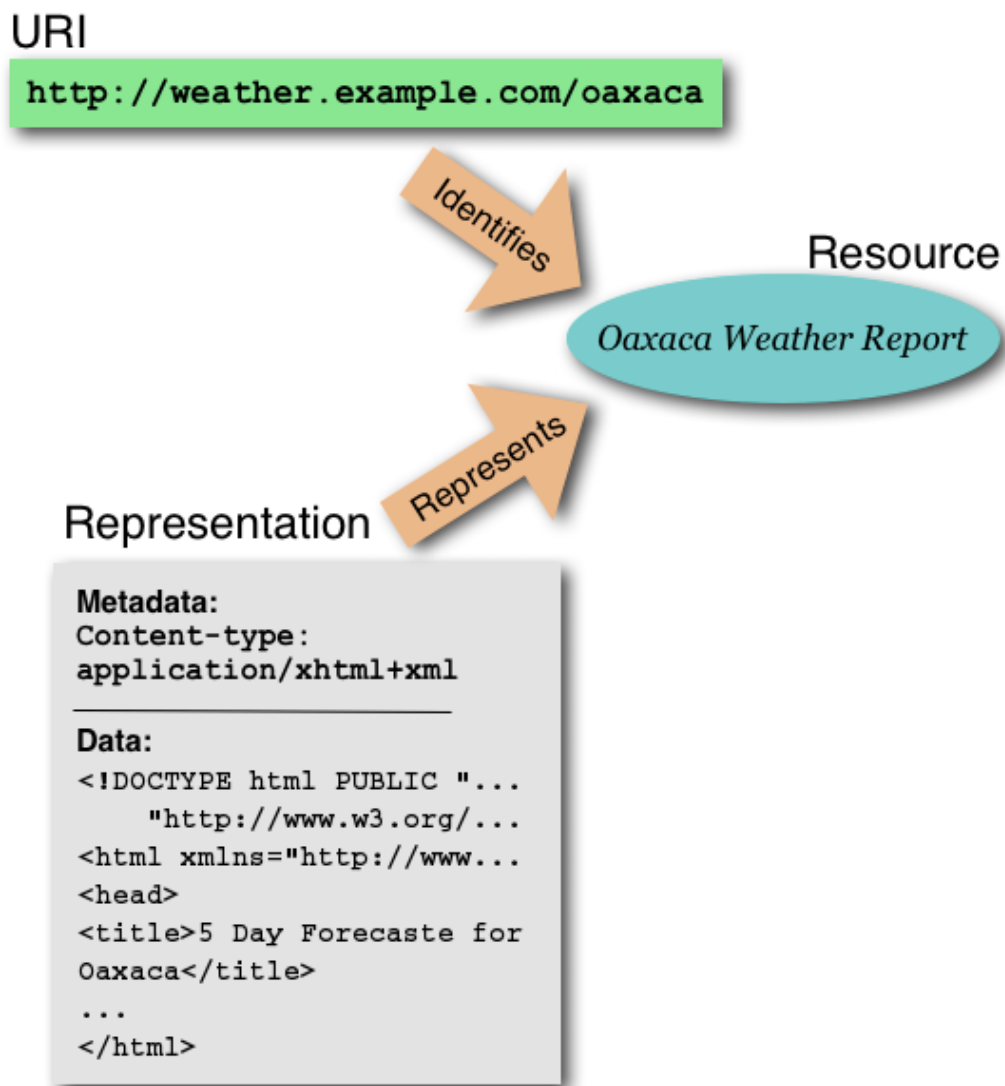 URI
http://weather.example.com/oaxaca
Identifies
Resource
Oaxaca Weather Report
Represents
Representation
Metadata:
Content-type:
application/xhtml+xml
Data:
<!DOCTYPE html PUBLIC "...
"http://www.w3.org/...
<html xmlns="http://www...
<head>
<title>5 Day Forecaste for
Oaxaca</title>
...
</html>